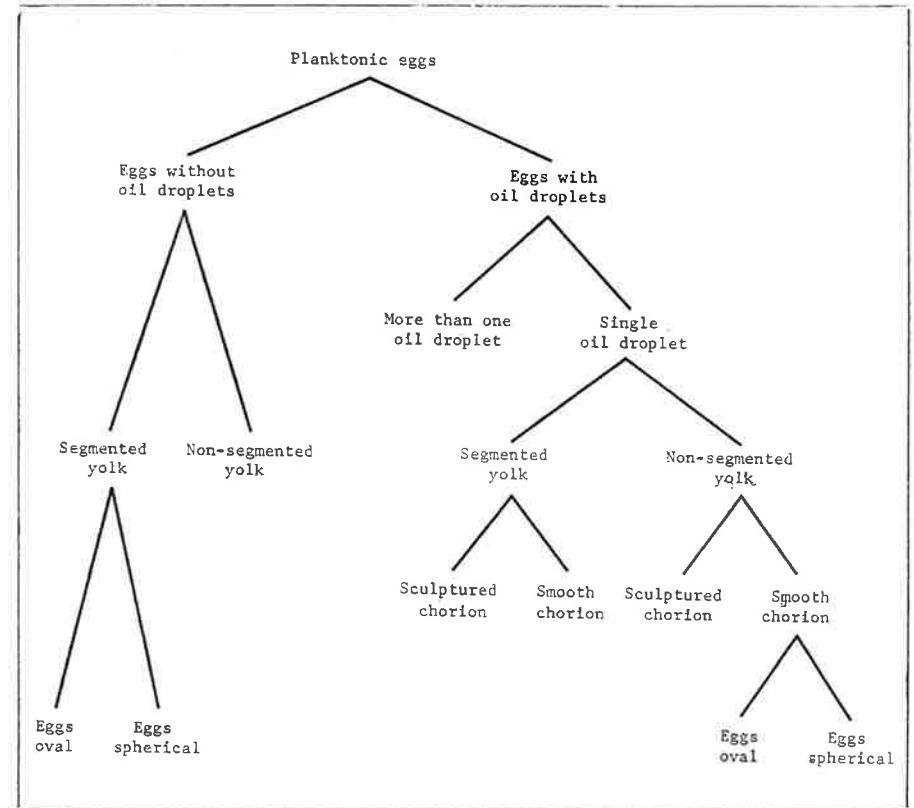 Planktonic eggs
Eggs without
oil droplets
Eggs with
oil droplets
More than one
oil droplet
Single
oil droplet
Segmented
yolk
Non-segmented
yolk
Segmented
yolk
Non-segmented
yolk
Sculptured
chorion
Smooth
chorion
Sculptured
chorion
Smooth
chorion
Eggs
oval
Eggs
spherical
Eggs
oval
Eggs
spherical